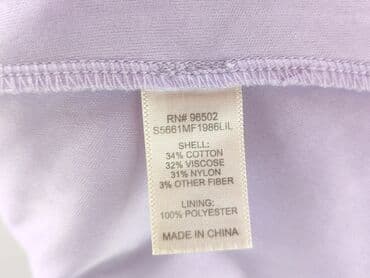 RN# 96502
S5661MF1986LIL
SHELL:
34% COTTON
32% VISCOSE
31% NYLON
3% OTHER FIBER
LINING:
100% POLYESTER
MADE IN CHINA